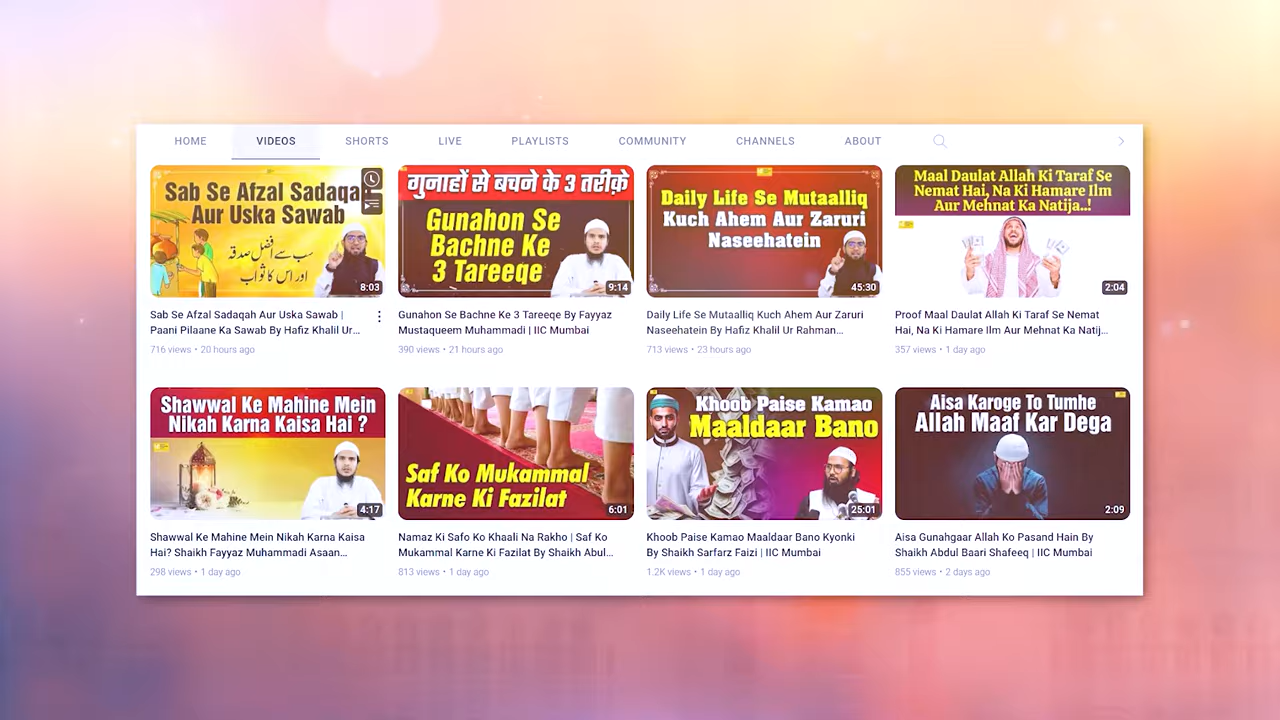 HOME VIDEOS SHORTS LIVE PLAYLISTS COMMUNITY CHANNELS ABOUT
Sab Se Afzal Sadaqa
Aur Uska Sawab
سب سے افضل صدقہ
اور اس کا ثواب
8:03
Sab Se Afzal Sadaqah Aur Uska Sawab |
Paani Pilaane Ka Sawab By Hafiz Khalil Ur...
716 views • 20 hours ago
गुनाहों से बचने के 3 तरीक़े
Gunahon Se
Bachne Ke
3 Tareeqe
9:14
Gunahon Se Bachne Ke 3 Tareeqe By Fayyaz
Mustaqueem Muhammadi | IIC Mumbai
390 views • 21 hours ago
Daily Life Se Mutaalliq
Kuch Ahem Aur Zaruri
Naseehatein
45:30
Daily Life Se Mutaalliq Kuch Ahem Aur Zaruri
Naseehatein By Hafiz Khalil Ur Rahman...
713 views • 23 hours ago
Maal Daulat Allah Ki Taraf Se
Nemat Hai, Na Ki Hamare Ilm
Aur Mehnat Ka Natija..!
2:04
Proof Maal Daulat Allah Ki Taraf Se Nemat
Hai, Na Ki Hamare Ilm Aur Mehnat Ka Natij...
357 views • 1 day ago
Shawwal Ke Mahine Mein
Nikah Karna Kaisa Hai ?
4:17
Shawwal Ke Mahine Mein Nikah Karna Kaisa
Hai? Shaikh Fayyaz Muhammadi Asaan...
298 views • 1 day ago
Saf Ko Mukammal
Karne Ki Fazilat
6:01
Namaz Ki Safo Ko Khaali Na Rakho | Saf Ko
Mukammal Karne Ki Fazilat By Shaikh Abul...
813 views • 1 day ago
Khoob Paise Kamao
Maaldaar Bano
25:01
Khoob Paise Kamao Maaldaar Bano Kyonki
By Shaikh Sarfarz Faizi | IIC Mumbai
1.2K views • 1 day ago
Aisa Karoge To Tumhe
Allah Maaf Kar Dega
2:09
Aisa Gunahgaar Allah Ko Pasand Hain By
Shaikh Abdul Baari Shafeeq | IIC Mumbai
855 views • 2 days ago